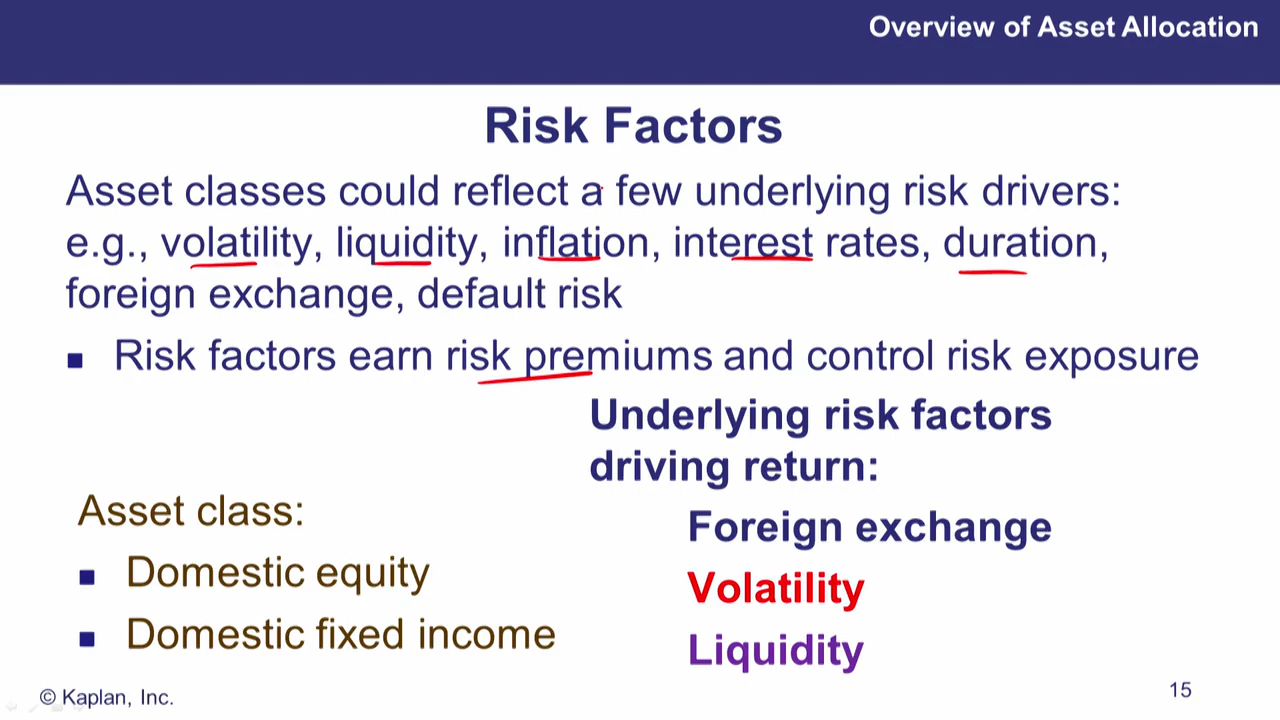 Overview of Asset Allocation
Risk Factors
Asset classes could reflect a few underlying risk drivers:
e.g., volatility, liquidity, inflation, interest rates, duration,
foreign exchange, default risk
■ Risk factors earn risk premiums and control risk exposure
Underlying risk factors
driving return:
Asset class:
■ Domestic equity
■ Domestic fixed income
Foreign exchange
Volatility
Liquidity
© Kaplan, Inc.
15